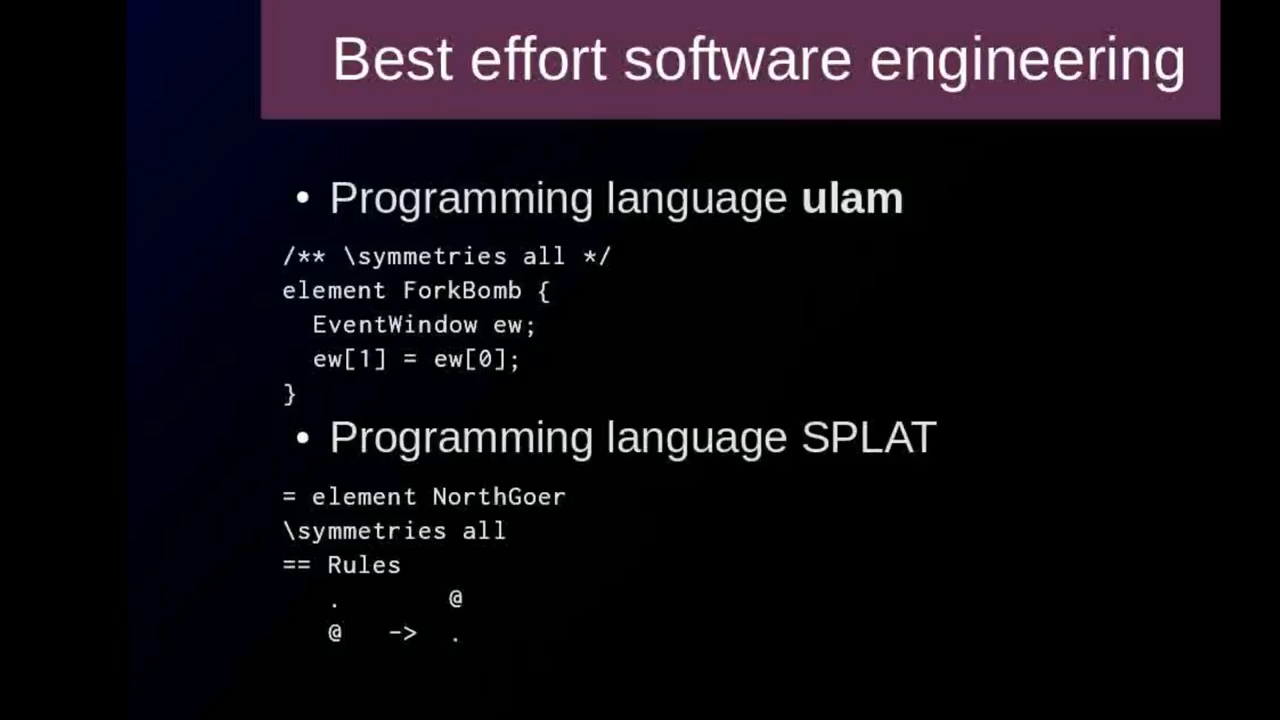 Best effort software engineering
• Programming language ulam
/** \symmetries all */
element ForkBomb {
  EventWindow ew;
  ew[1] = ew[0];
}
• Programming language SPLAT
= element NorthGoer
\symmetries all
== Rules
   .       @
   @   ->  .